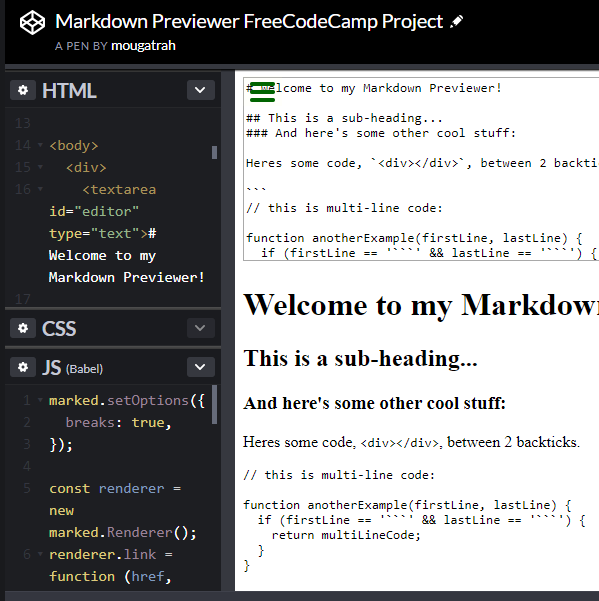 Markdown Previewer FreeCodeCamp Project
A PEN BY mougatrah
HTML
13
14 <body>
15 <div>
16 <textarea
id="editor"
type="text">#
Welcome to my
Markdown Previewer!
17
CSS
JS (Babel)
1 marked.setOptions({
2 breaks: true,
3 });
4
5 const renderer =
new
marked.Renderer();
6 renderer.link =
function (href,
# Welcome to my Markdown Previewer!
## This is a sub-heading...
### And here's some other cool stuff:
Heres some code, `<div></div>`, between 2 backti
```
// this is multi-line code:
function anotherExample(firstLine, lastLine) {
if (firstLine == '```' && lastLine == '```') {
Welcome to my Markdown
This is a sub-heading...
And here's some other cool stuff:
Heres some code, <div></div>, between 2 backticks.
// this is multi-line code:
function anotherExample(firstLine, lastLine) {
if (firstLine == '```' && lastLine == '```') {
return multiLineCode;
}
}